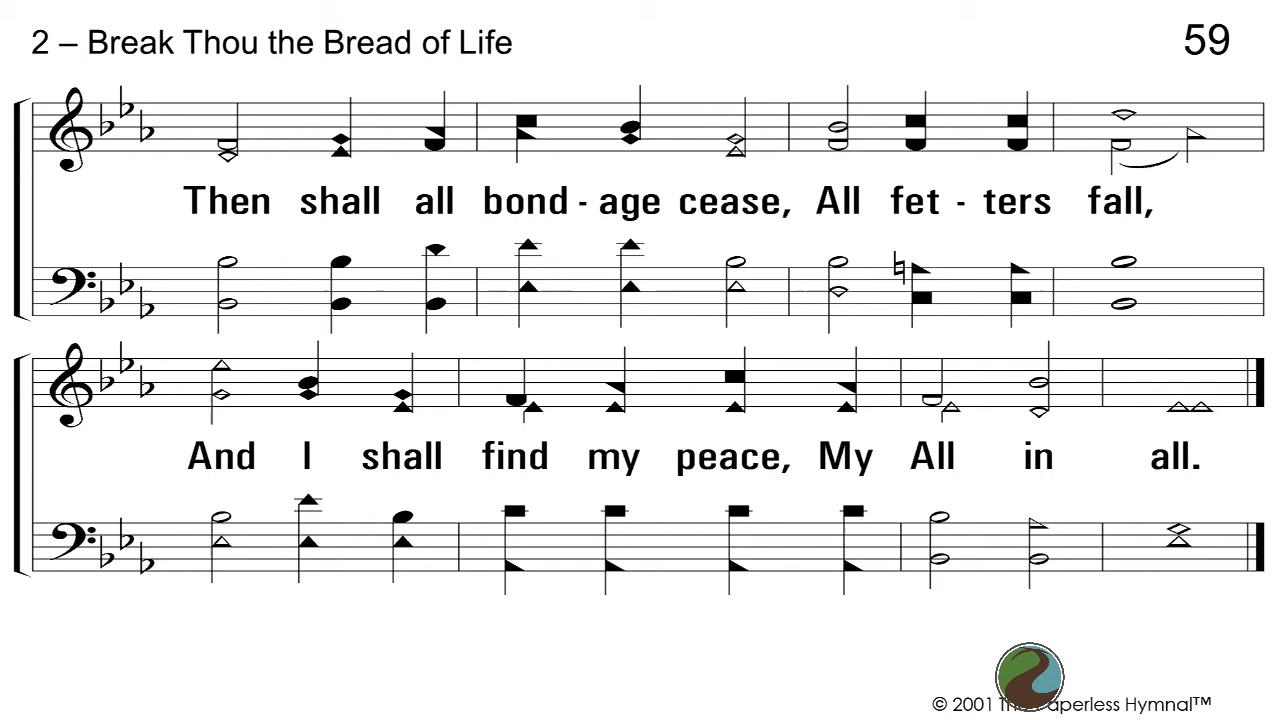 2 – Break Thou the Bread of Life
59
Then shall all bond - age cease, All fet - ters fall,
And I shall find my peace, My All in all.
© 2001 The Paperless Hymnal™